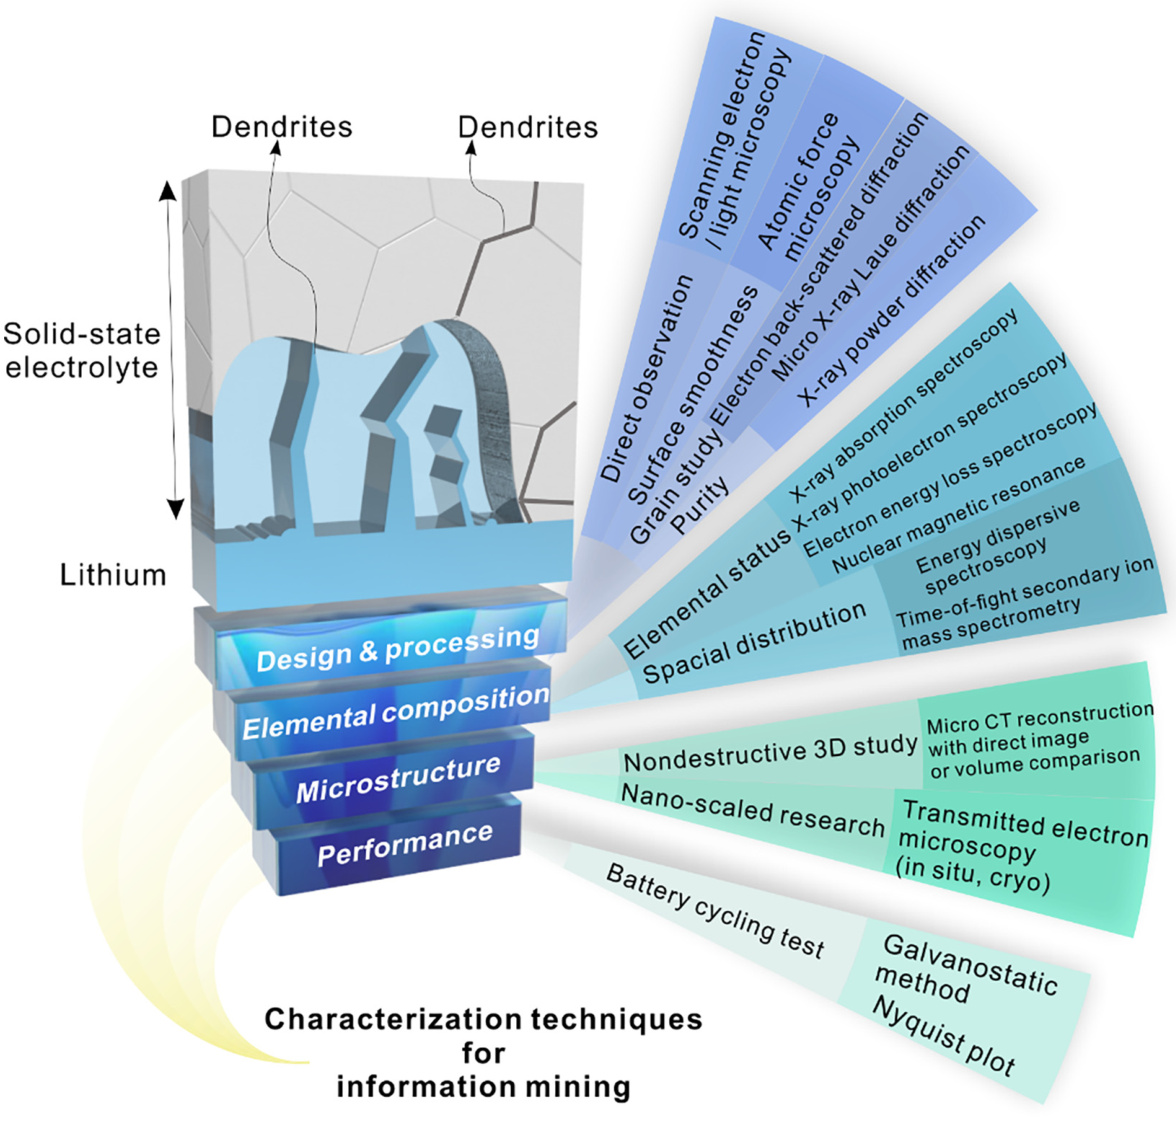 Dendrites
Dendrites
Solid-state
electrolyte
Lithium
Design & processing
Elemental composition
Microstructure
Performance
Scanning electron
/ light microscopy
Atomic force
microscopy
Electron back-scattered diffraction
Micro X-ray Laue diffraction
X-ray powder diffraction
Direct observation
Surface smoothness
Grain study
Purity
X-ray absorption spectroscopy
X-ray photoelectron spectroscopy
Electron energy loss spectroscopy
Nuclear magnetic resonance
Energy dispersive
spectroscopy
Time-of-fight secondary ion
mass spectrometry
Elemental status
Spacial distribution
Nondestructive 3D study
Micro CT reconstruction
with direct image
or volume comparison
Nano-scaled research
Transmitted electron
microscopy
(in situ, cryo)
Battery cycling test
Galvanostatic
method
Nyquist plot
Characterization techniques
for
information mining